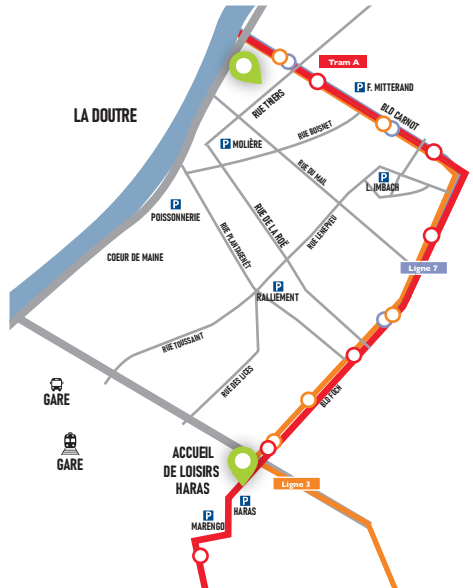 Tram A
P F. MITTERAND
LA DOUTRE
RUE THIERS
BLD CARNOT
RUE BOISNET
P MOLIÈRE
RUE DU MAIL
P
L. IMBACH
P
POISSONNERIE
RUE PLANTAGENÊT
RUE DE LA ROË
RUE LENEPVEU
COEUR DE MAINE
Ligne 7
P
RALLIEMENT
RUE TOUSSAINT
RUE DES LICES
BLD FOCH
GARE
GARE
ACCUEIL
DE LOISIRS
HARAS
Ligne 3
P
HARAS
P
MARENGO